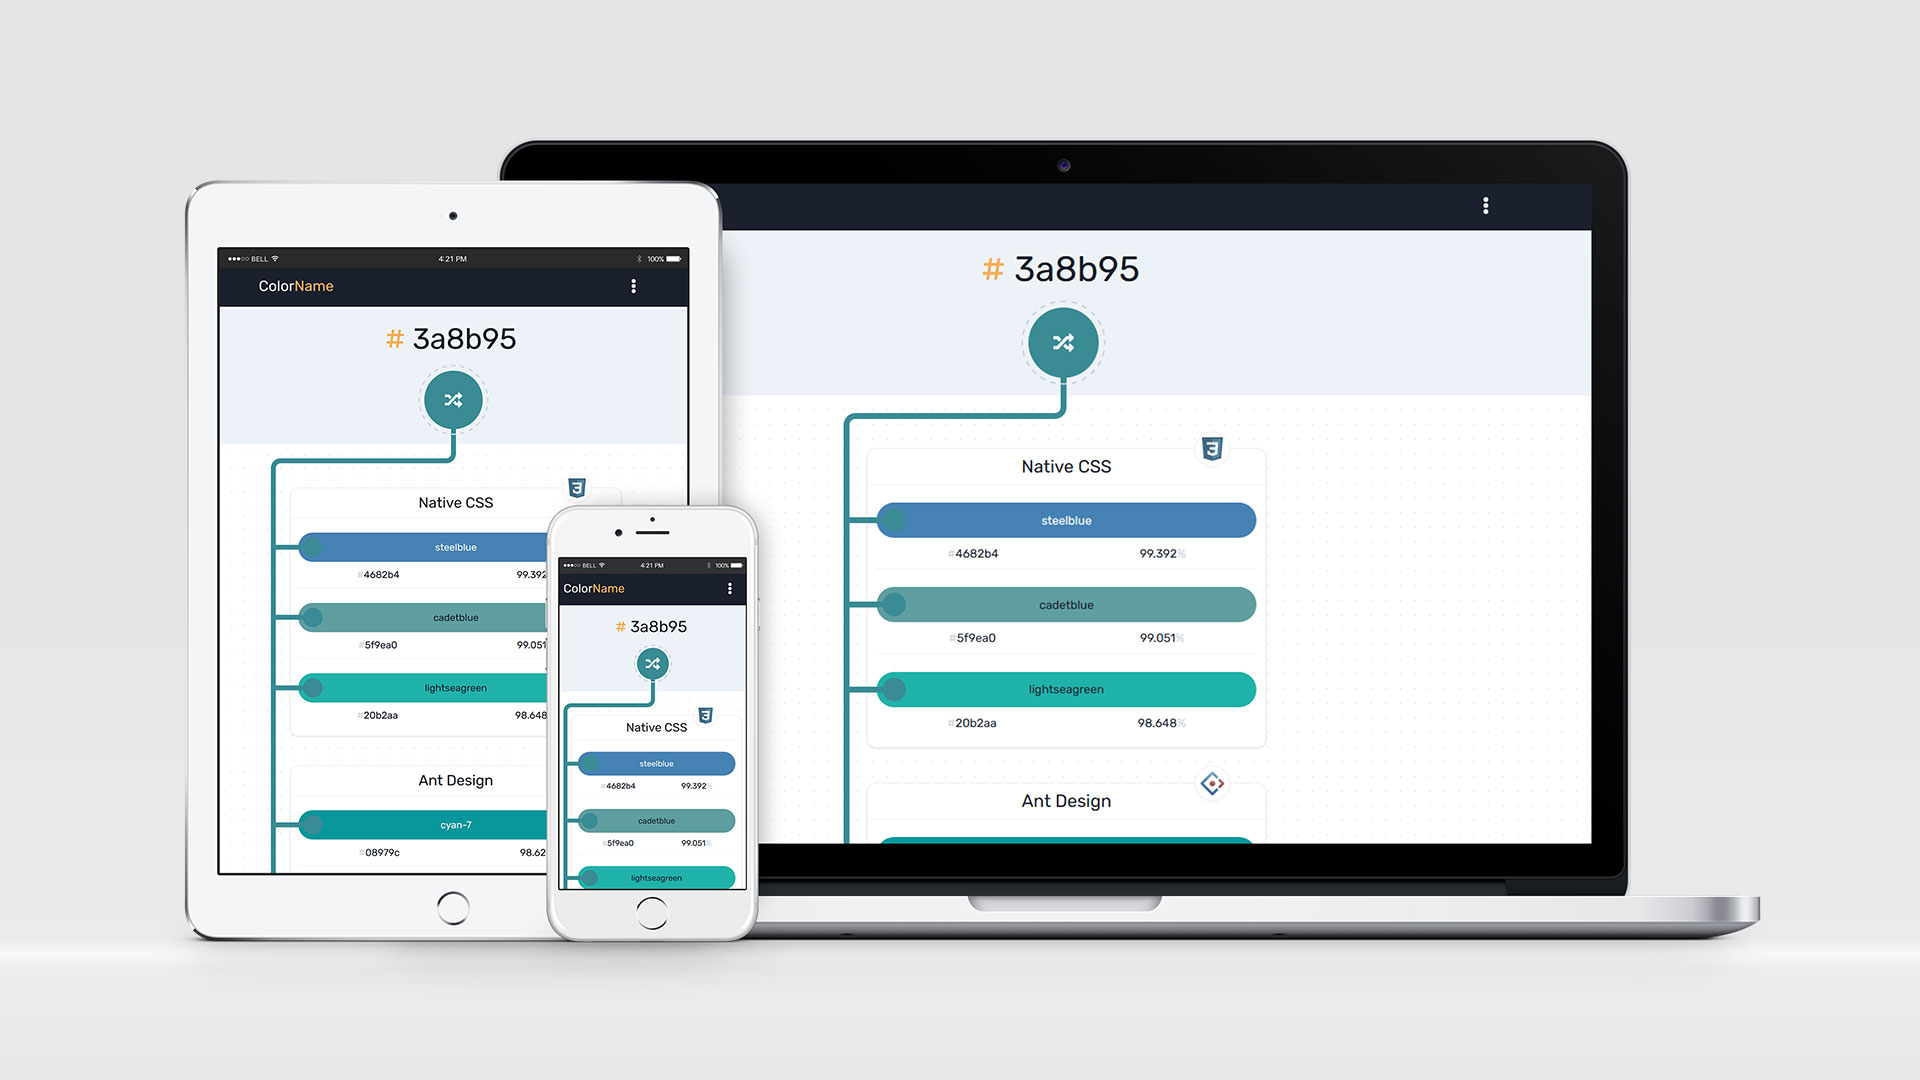 ●●●○○ BELL 4:21 PM 100%
ColorName
# 3a8b95
Native CSS
3
steelblue
#4682b4 99.392
cadetblue
#5f9ea0 99.051
lightseagreen
#20b2aa 98.648
Ant Design
cyan-7
#08979c 98.62
●●●○○ BELL 4:21 PM 100%
ColorName
# 3a8b95
3
Native CSS
steelblue
#4682b4 99.392%
cadetblue
#5f9ea0 99.051%
lightseagreen
# 3a8b95
3
Native CSS
steelblue
#4682b4 99.392%
cadetblue
#5f9ea0 99.051%
lightseagreen
#20b2aa 98.648%
Ant Design